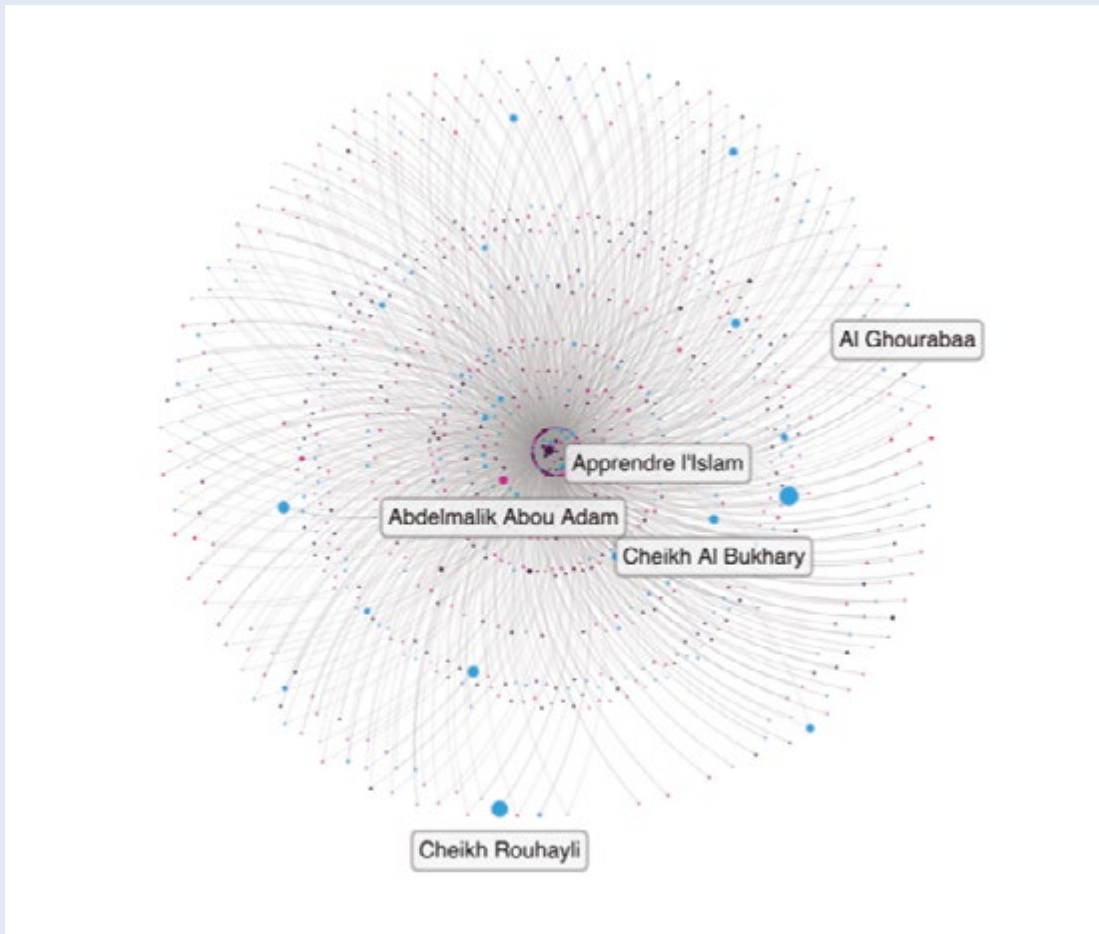 Al Ghourabaa
Apprendre l'Islam
Abdelmalik Abou Adam
Cheikh Al Bukhary
Cheikh Rouhayli